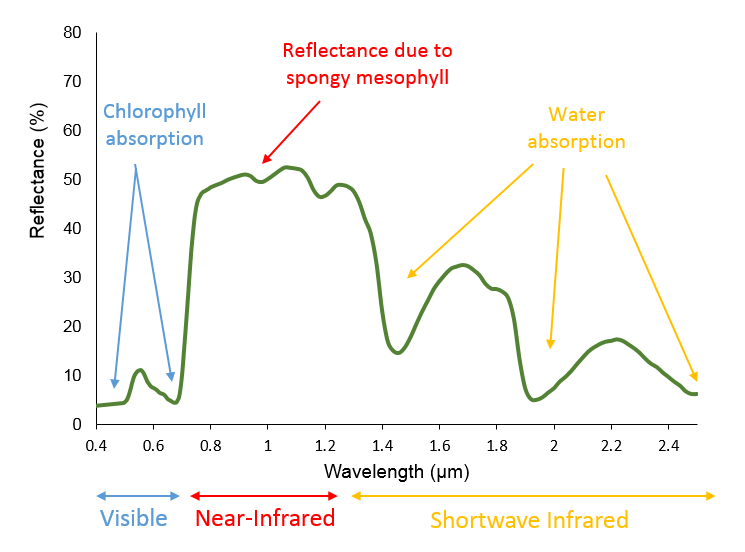 80
70
60
50
40
30
20
10
0
Reflectance (%)
Chlorophyll
absorption
Reflectance due to
spongy mesophyll
Water
absorption
0.4 0.6 0.8 1 1.2 1.4 1.6 1.8 2 2.2 2.4
Wavelength (µm)
Visible Near-Infrared Shortwave Infrared